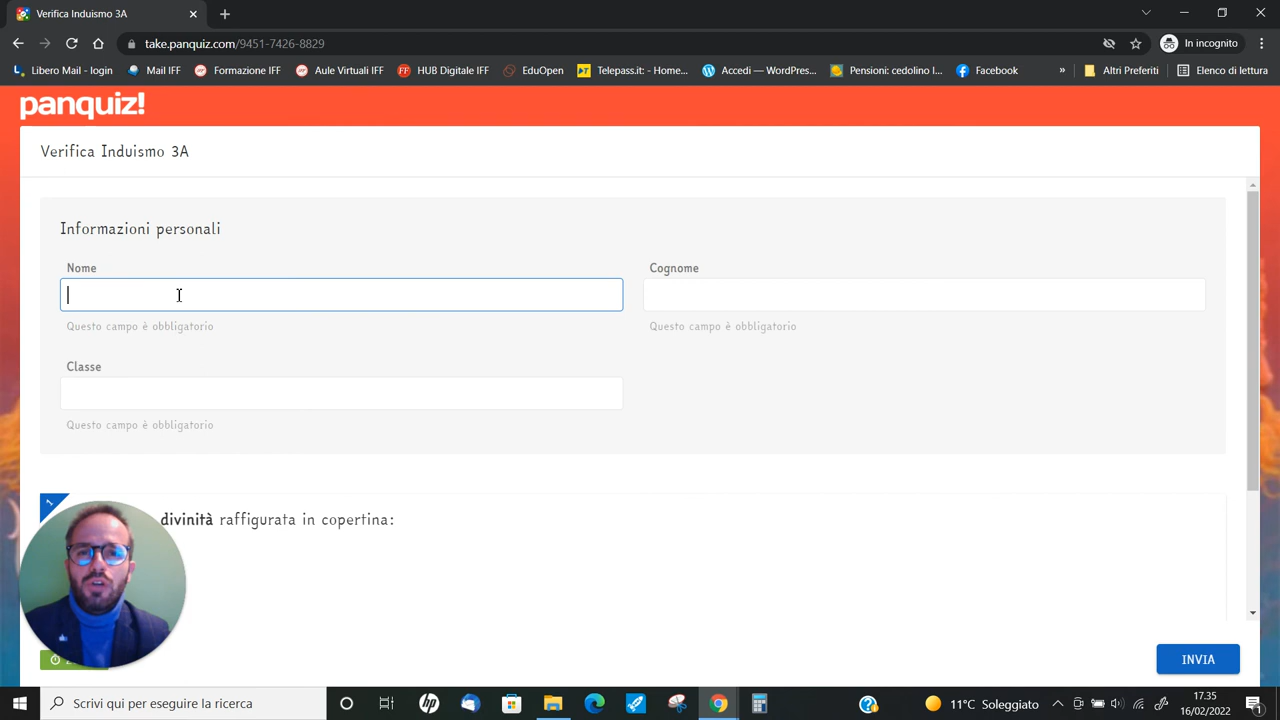 Verifica Induismo 3A
take.panquiz.com/9451-7426-8829
In incognito
Libero Mail - login
Mail IFF
Formazione IFF
Aule Virtuali IFF
HUB Digitale IFF
EduOpen
Telepass.it: - Home...
Accedi — WordPress...
Pensioni: cedolino l...
Facebook
»
Altri Preferiti
Elenco di lettura
panquiz!
Verifica Induismo 3A
Informazioni personali
Nome
Cognome
Questo campo è obbligatorio
Questo campo è obbligatorio
Classe
Questo campo è obbligatorio
1
divinità raffigurata in copertina:
INVIA
Scrivi qui per eseguire la ricerca
11°C Soleggiato
17.35
16/02/2022